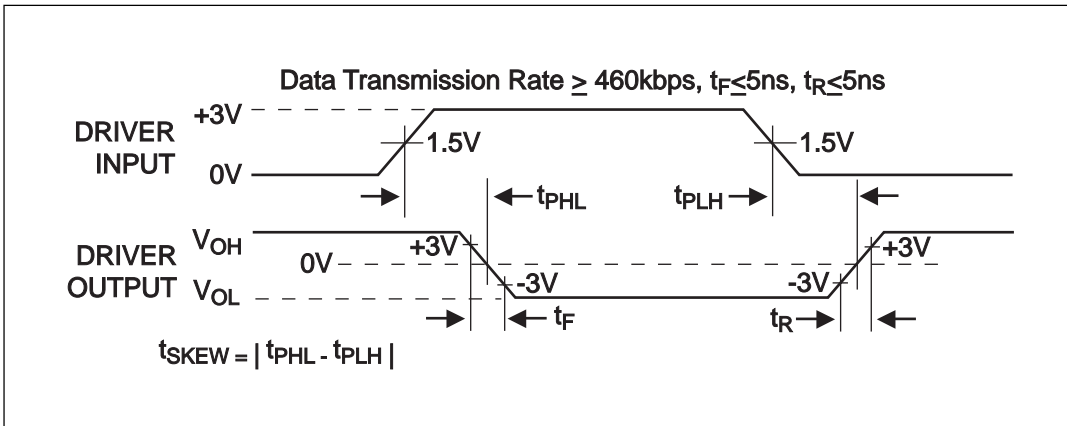 Data Transmission Rate ≥ 460kbps, tF≤5ns, tR≤5ns
+3V
DRIVER INPUT
1.5V
1.5V
0V
tPHL
tPLH
VOH
+3V
+3V
DRIVER OUTPUT
0V
-3V
-3V
VOL
tF
tR
tSKEW = | tPHL - tPLH |